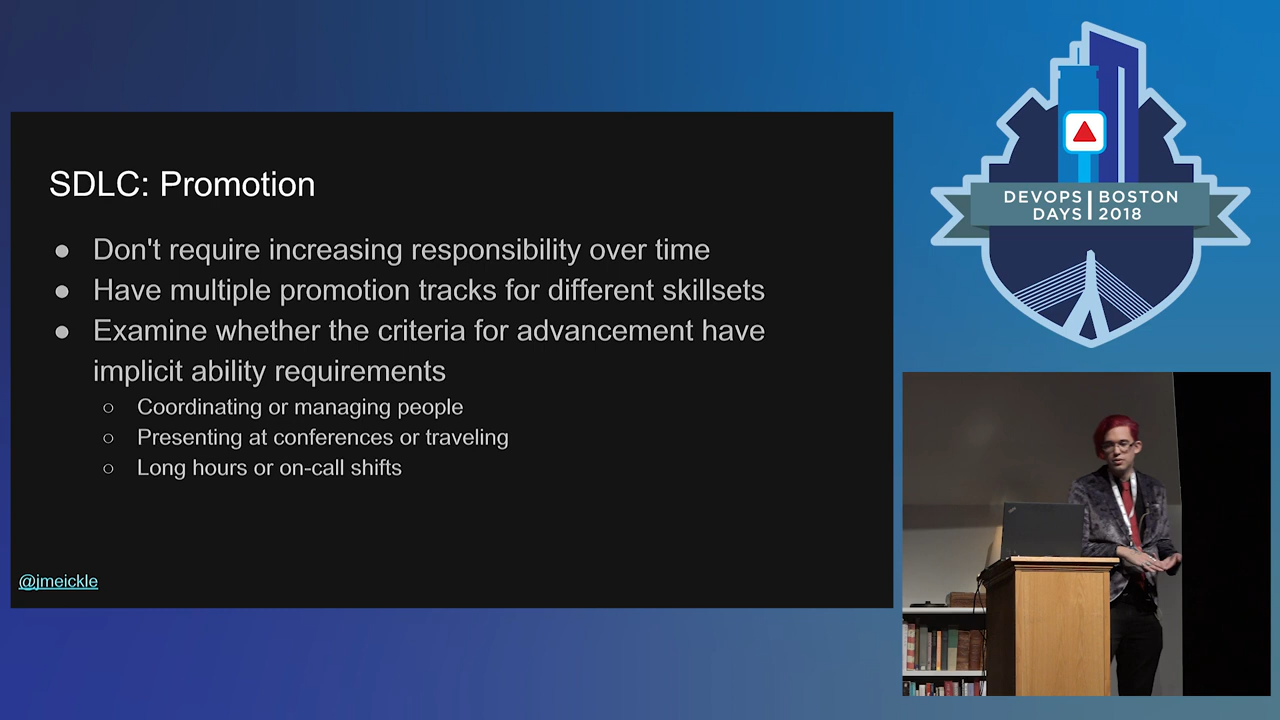 SDLC: Promotion
● Don't require increasing responsibility over time
● Have multiple promotion tracks for different skillsets
● Examine whether the criteria for advancement have
implicit ability requirements
○ Coordinating or managing people
○ Presenting at conferences or traveling
○ Long hours or on-call shifts
@jmeickle
DEVOPS | BOSTON
DAYS | 2018